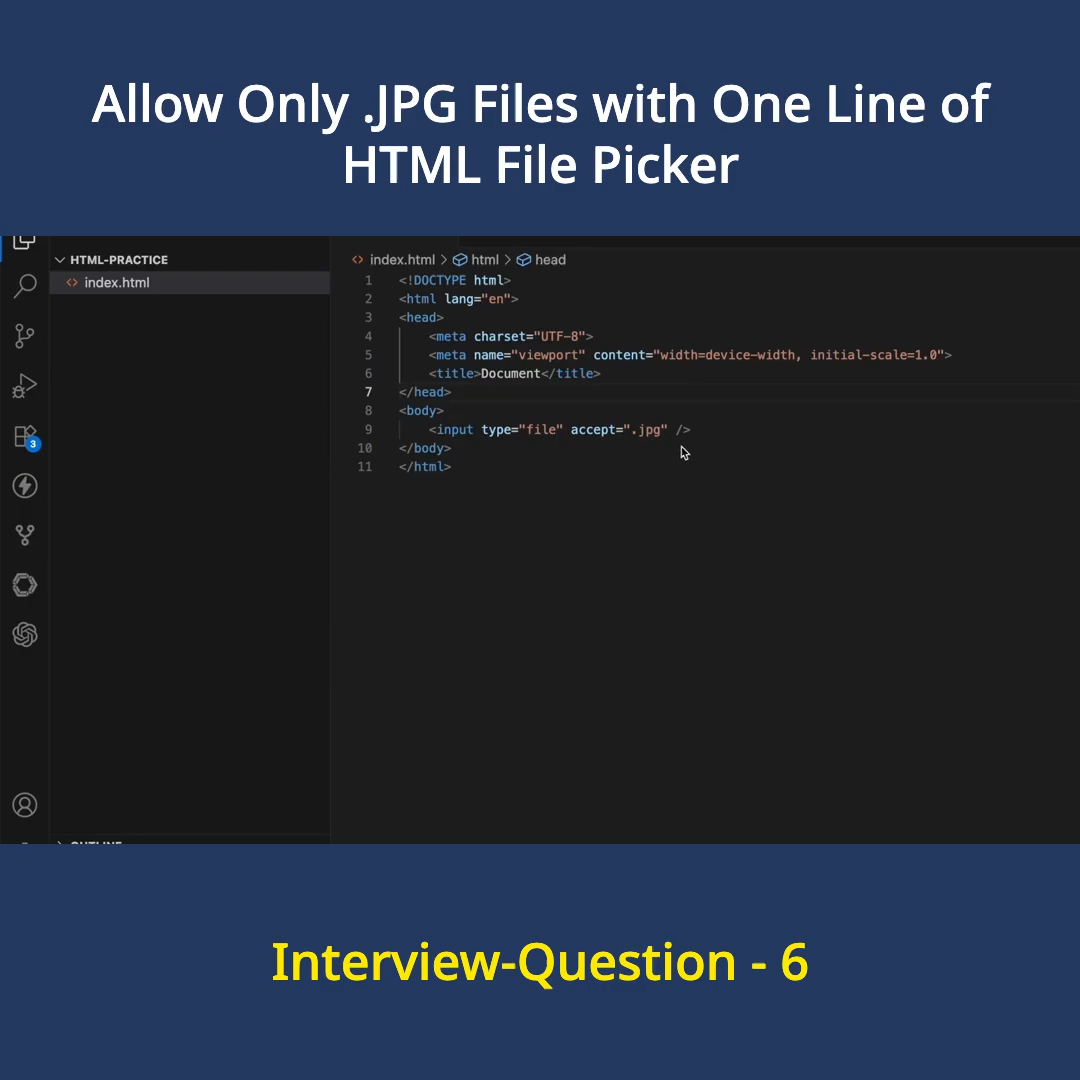 Allow Only .JPG Files with One Line of
HTML File Picker
HTML-PRACTICE
index.html
index.html > html > head
1 <!DOCTYPE html>
2 <html lang="en">
3 <head>
4 <meta charset="UTF-8">
5 <meta name="viewport" content="width=device-width, initial-scale=1.0">
6 <title>Document</title>
7 </head>
8 <body>
9 <input type="file" accept=".jpg" />
10 </body>
11 </html>
3
OUTLINE
Interview-Question - 6